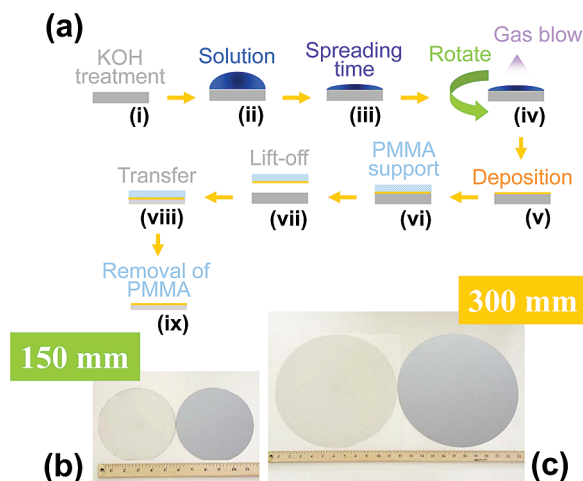 (a)
KOH
treatment
(i)
Solution
(ii)
Spreading
time
(iii)
Rotate
Gas blow
(iv)
Deposition
(v)
PMMA
support
(vi)
Lift-off
(vii)
Transfer
(viii)
Removal of
PMMA
(ix)
150 mm
300 mm
(b)
(c)